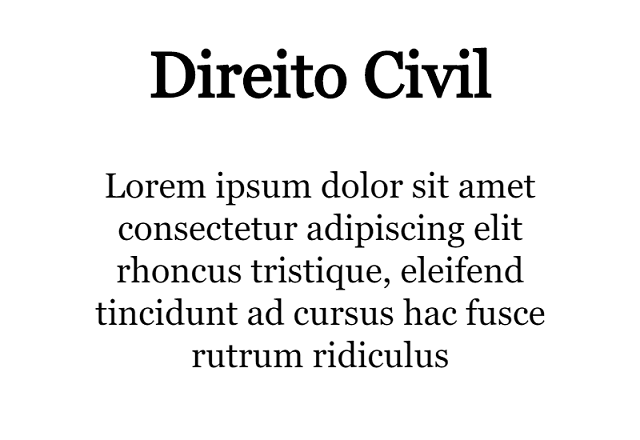 Direito Civil
Lorem ipsum dolor sit amet
consectetur adipiscing elit
rhoncus tristique, eleifend
tincidunt ad cursus hac fusce
rutrum ridiculus